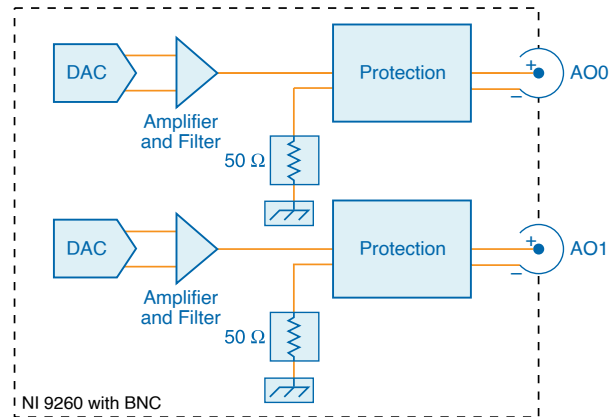 DAC
Amplifier
and Filter
50 Ω
Protection
+
−
AO0
DAC
Amplifier
and Filter
50 Ω
Protection
+
−
AO1
NI 9260 with BNC